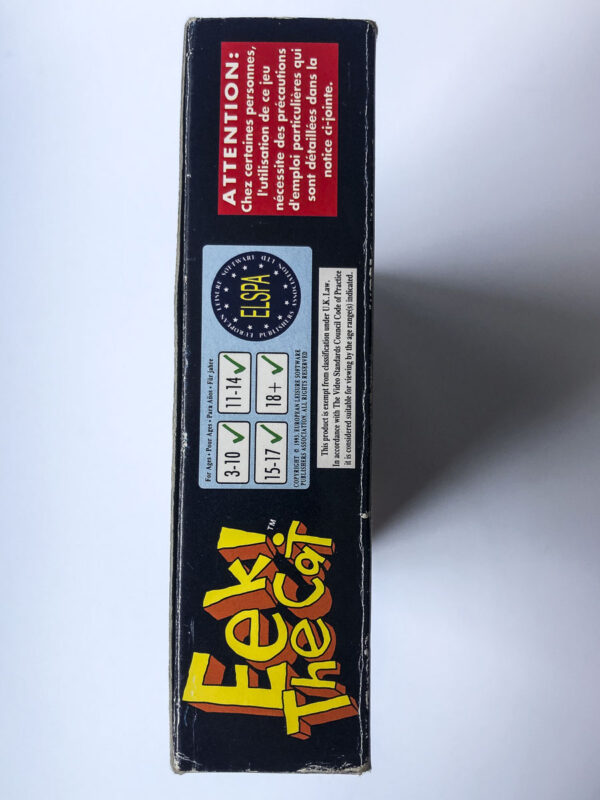 Eek!
The Cat™
For Ages • Pour Ages • Para Años • Für Jahre
3-10 ✓ 11-14 ✓
15-17 ✓ 18+ ✓
COPYRIGHT © 1993 EUROPEAN LEISURE SOFTWARE
PUBLISHERS ASSOCIATION. ALL RIGHTS RESERVED
EUROPEAN LEISURE SOFTWARE
ELSPA
PUBLISHERS ASSOCIATION LTD
This product is exempt from classification under U.K. Law.
In accordance with The Video Standards Council Code of Practice
it is considered suitable for viewing by the age range(s) indicated.
ATTENTION:
Chez certaines personnes,
l'utilisation de ce jeu
nécessite des précautions
d'emploi particulières qui
sont détaillées dans la
notice ci-jointe.